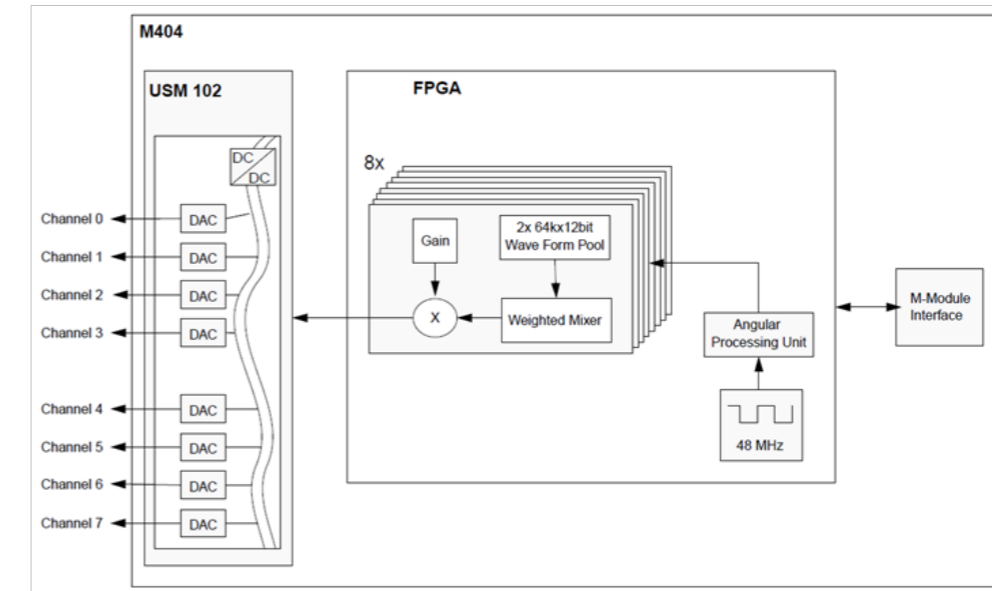 M404
USM 102
FPGA
DC
DC
8x
Channel 0
DAC
Channel 1
DAC
Channel 2
DAC
Channel 3
DAC
Channel 4
DAC
Channel 5
DAC
Channel 6
DAC
Channel 7
DAC
Gain
2x 64kx12bit
Wave Form Pool
X
Weighted Mixer
Angular
Processing Unit
48 MHz
M-Module
Interface